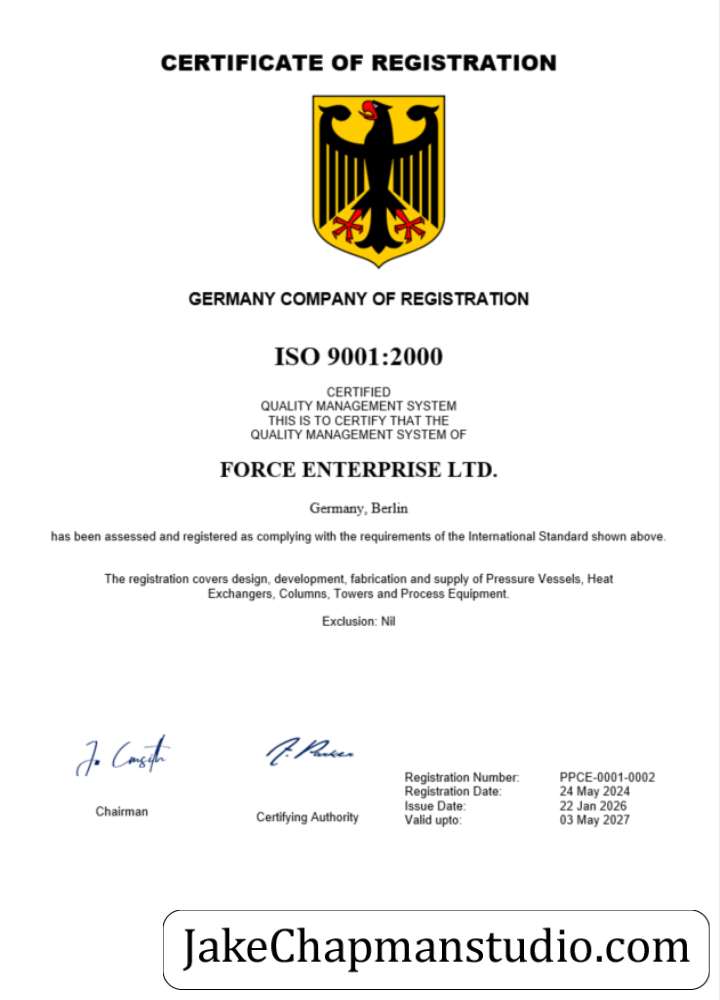 CERTIFICATE OF REGISTRATION
GERMANY COMPANY OF REGISTRATION
ISO 9001:2000
CERTIFIED
QUALITY MANAGEMENT SYSTEM
THIS IS TO CERTIFY THAT THE
QUALITY MANAGEMENT SYSTEM OF
FORCE ENTERPRISE LTD.
Germany, Berlin
has been assessed and registered as complying with the requirements of the International Standard shown above.
The registration covers design, development, fabrication and supply of Pressure Vessels, Heat
Exchangers, Columns, Towers and Process Equipment.
Exclusion: Nil
Chairman
Certifying Authority
Registration Number: PPCE-0001-0002
Registration Date: 24 May 2024
Issue Date: 22 Jan 2026
Valid upto: 03 May 2027
JakeChapmanstudio.com